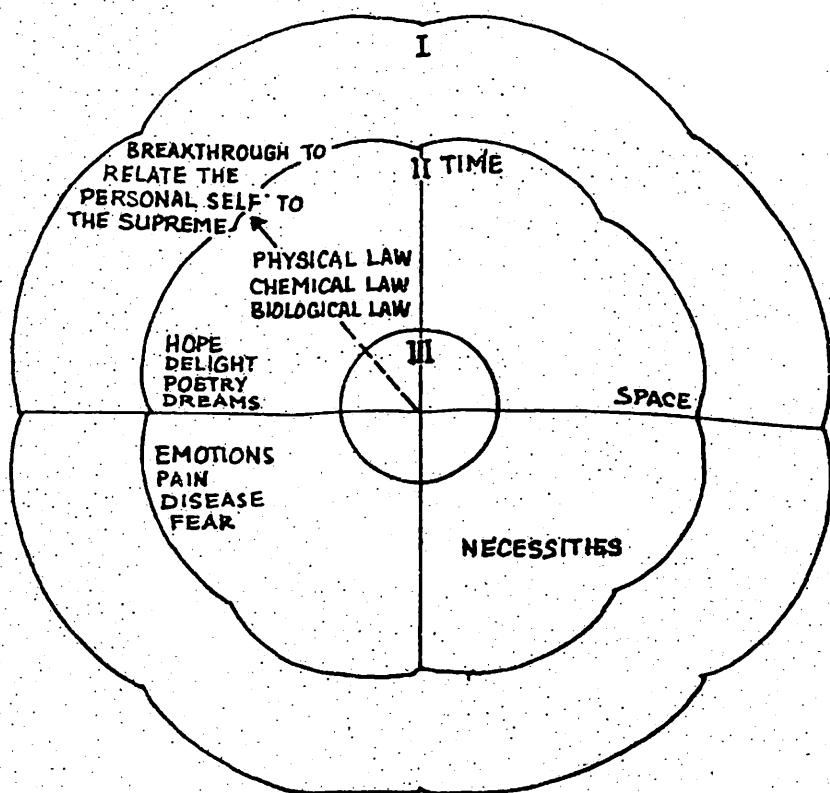 I
BREAKTHROUGH TO
RELATE THE
PERSONAL SELF TO
THE SUPREME
II TIME
PHYSICAL LAW
CHEMICAL LAW
BIOLOGICAL LAW
III
HOPE
DELIGHT
POETRY
DREAMS
SPACE
EMOTIONS
PAIN
DISEASE
FEAR
NECESSITIES